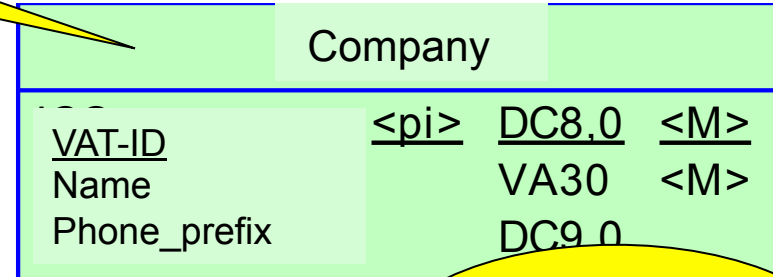 Company
VAT-ID <pi> DC8,0 <M>
Name VA30 <M>
Phone_prefix DC9,0